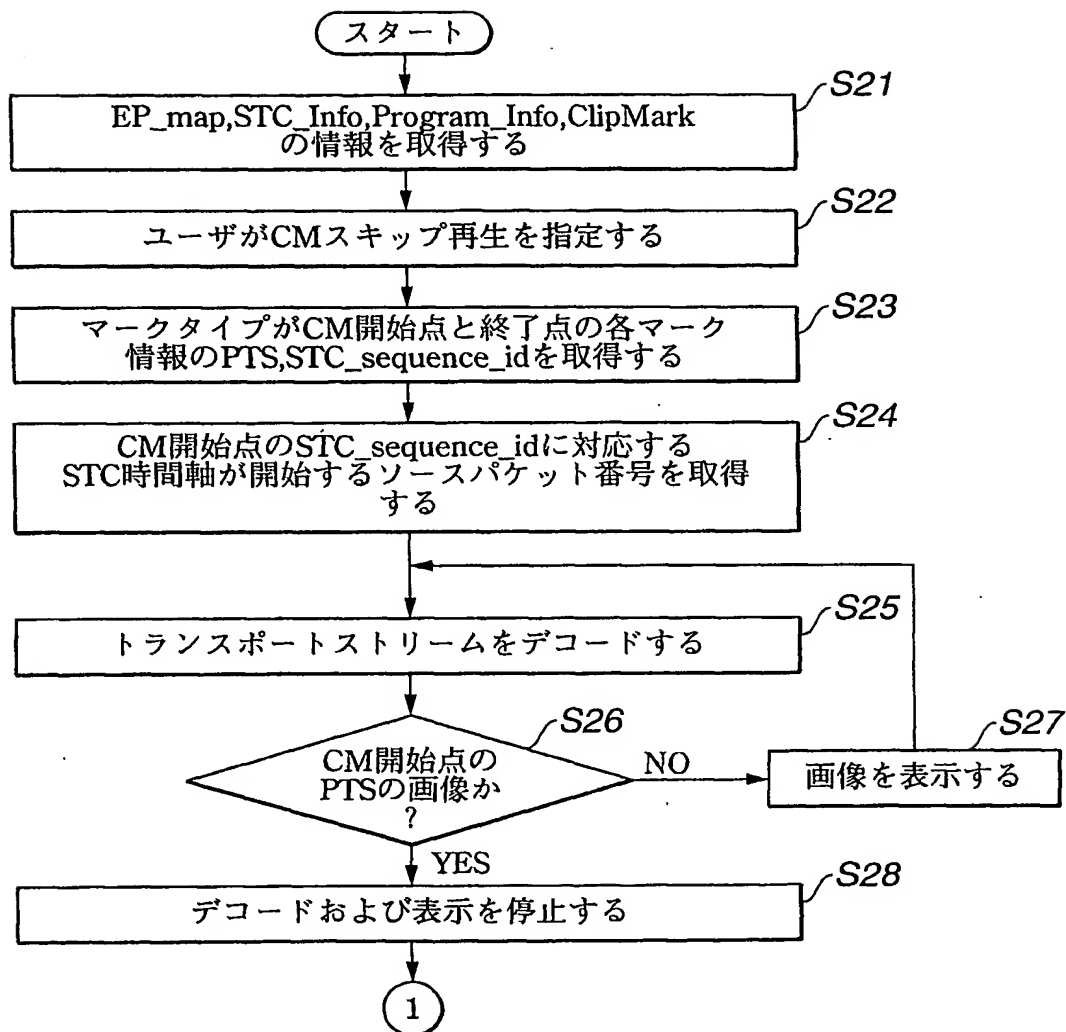 スタート
S21
EP_map,STC_Info,Program_Info,ClipMark
の情報を取得する
S22
ユーザがCMスキップ再生を指定する
S23
マークタイプがCM開始点と終了点の各マーク
情報のPTS,STC_sequence_idを取得する
S24
CM開始点のSTC_sequence_idに対応する
STC時間軸が開始するソースパケット番号を取得
する
S25
トランスポートストリームをデコードする
S26
CM開始点の
PTSの画像か
?
NO
S27
画像を表示する
YES
S28
デコードおよび表示を停止する
1